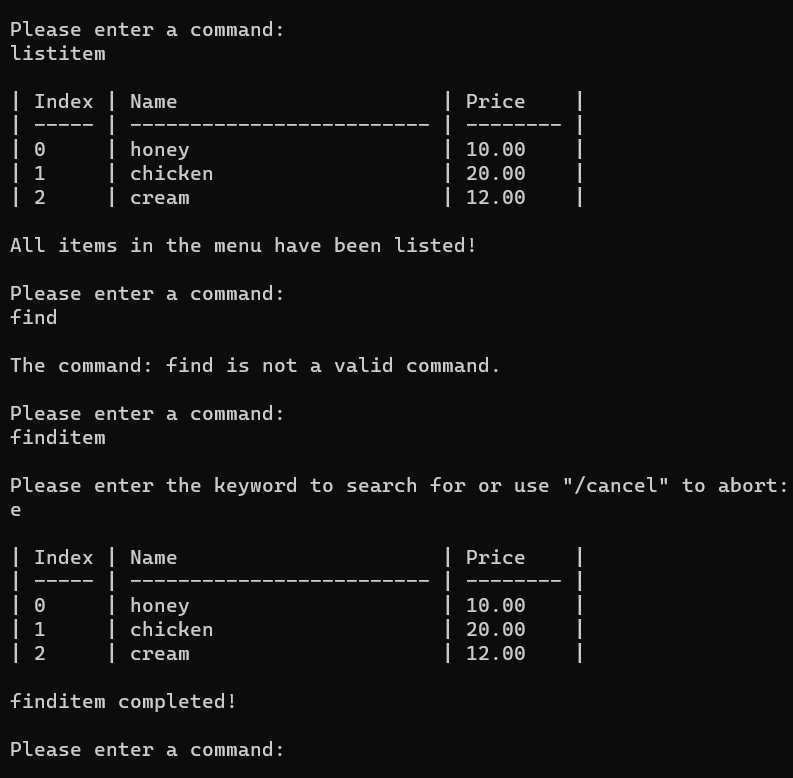 Please enter a command:
listitem
| Index | Name                      | Price    |
| ----- | ------------------------- | -------- |
| 0     | honey                     | 10.00    |
| 1     | chicken                   | 20.00    |
| 2     | cream                     | 12.00    |
All items in the menu have been listed!
Please enter a command:
find
The command: find is not a valid command.
Please enter a command:
finditem
Please enter the keyword to search for or use "/cancel" to abort:
e
| Index | Name                      | Price    |
| ----- | ------------------------- | -------- |
| 0     | honey                     | 10.00    |
| 1     | chicken                   | 20.00    |
| 2     | cream                     | 12.00    |
finditem completed!
Please enter a command: